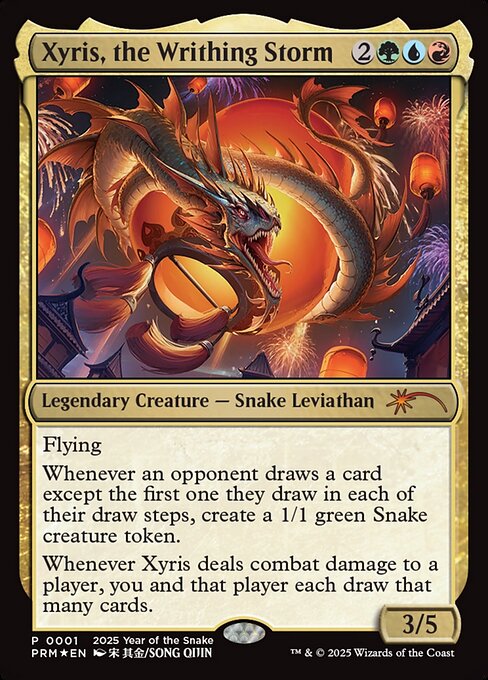 Xyris, the Writhing Storm 2
Legendary Creature — Snake Leviathan
Flying
Whenever an opponent draws a card
except the first one they draw in each of
their draw steps, create a 1/1 green Snake
creature token.
Whenever Xyris deals combat damage to a
player, you and that player each draw that
many cards.
3/5
P 0001 2025 Year of the Snake
PRM★EN 宋 其金/SONG QIJIN
™ & © 2025 Wizards of the Coast